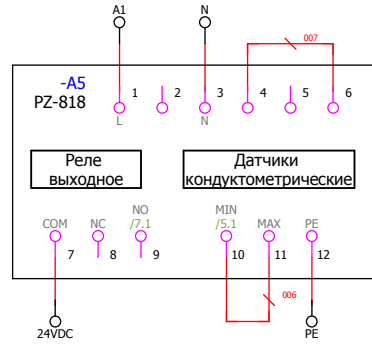 A1 N
007
-A5
PZ-818
1 2 3 4 5 6
L N
Реле
выходное
Датчики
кондуктометрические
COM NC NO
/7.1
MIN
/5.1
MAX PE
7 8 9 10 11 12
006
24VDC PE